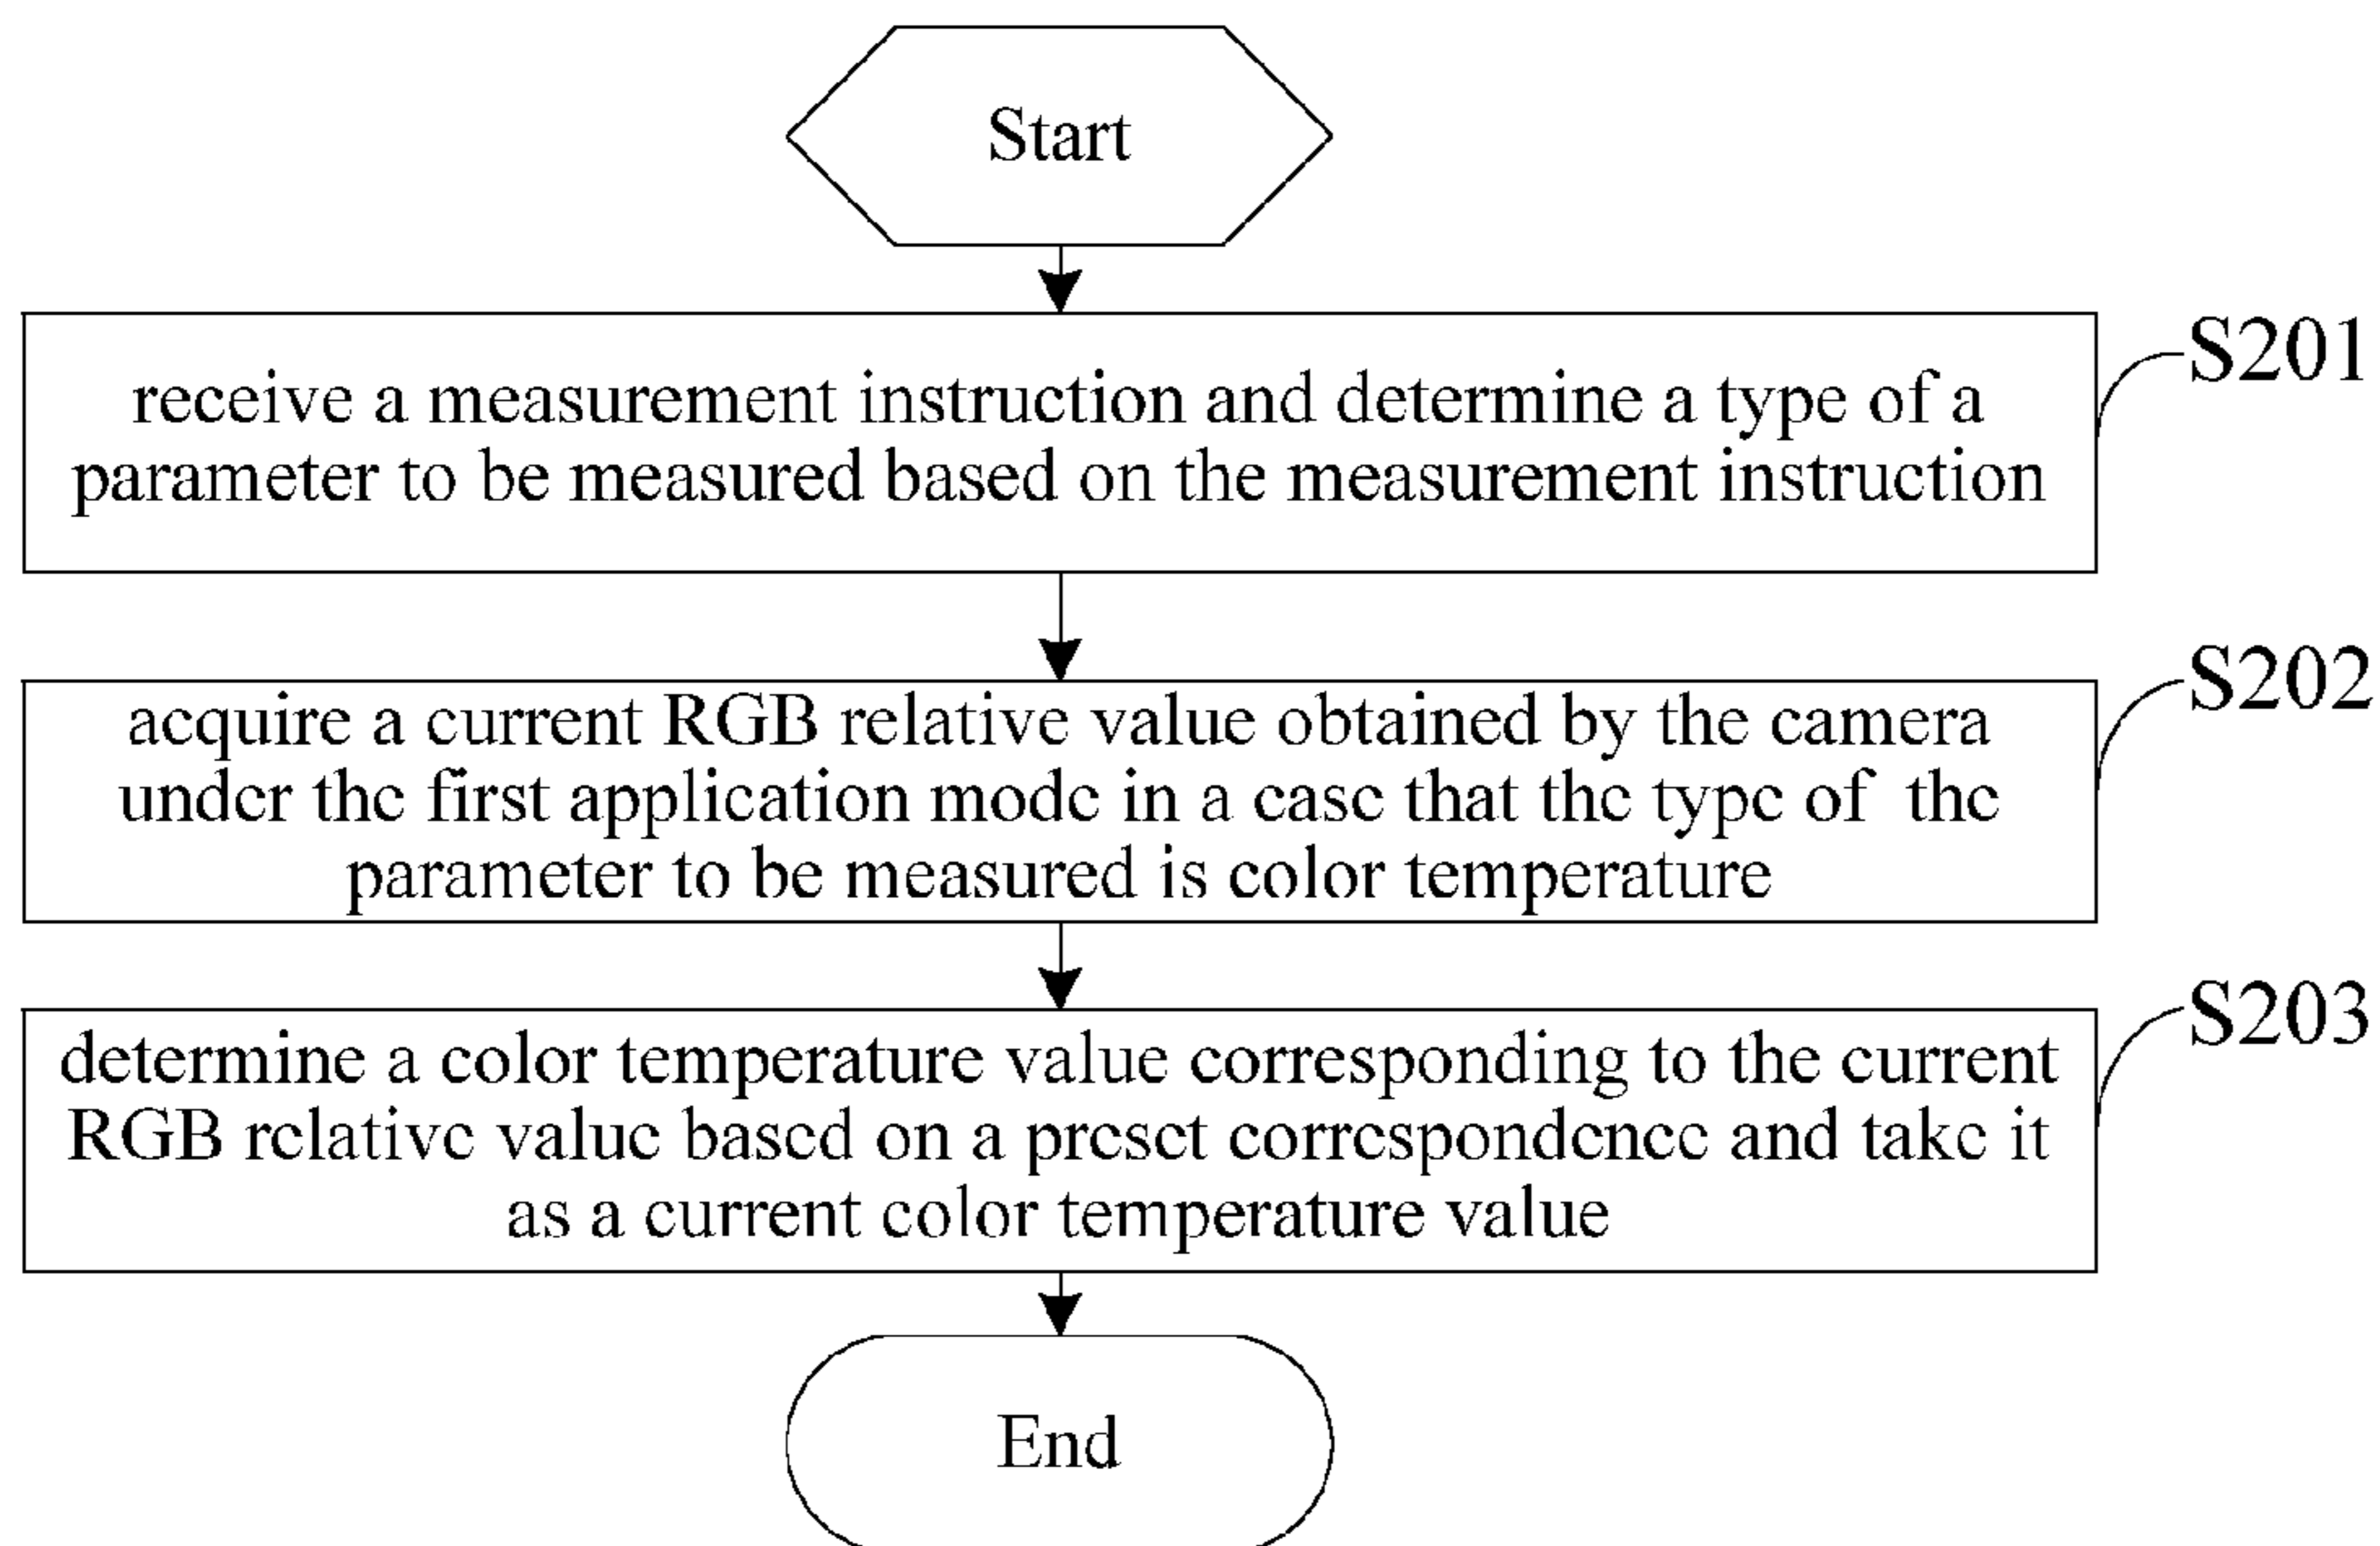 Start
receive a measurement instruction and determine a type of a
parameter to be measured based on the measurement instruction
S201
acquire a current RGB relative value obtained by the camera
under the first application mode in a case that the type of the
parameter to be measured is color temperature
S202
determine a color temperature value corresponding to the current
RGB relative value based on a preset correspondence and take it
as a current color temperature value
S203
End